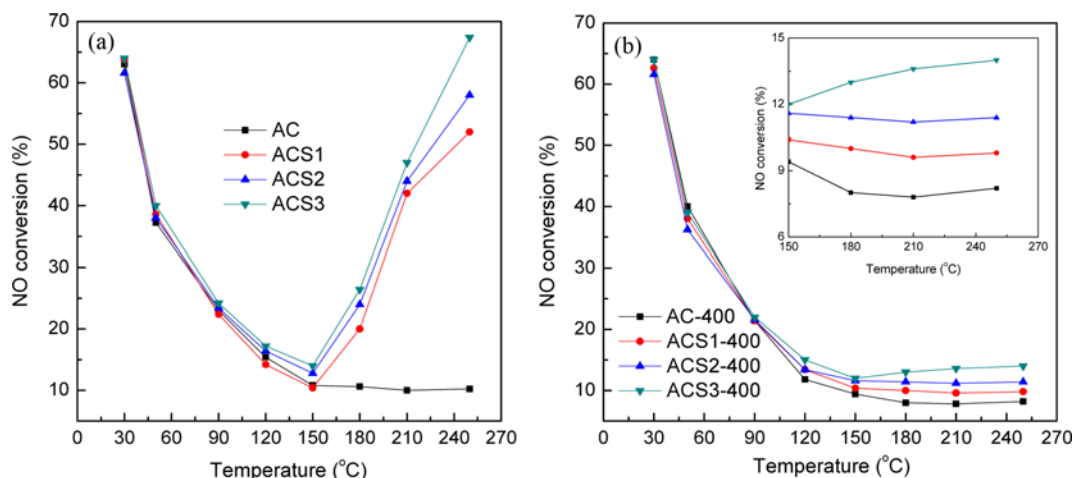 (a)
NO conversion (%)
70
60
50
40
30
20
10
AC
ACS1
ACS2
ACS3
0 30 60 90 120 150 180 210 240 270
Temperature (°C)
(b)
NO conversion (%)
70
60
50
40
30
20
10
AC-400
ACS1-400
ACS2-400
ACS3-400
0 30 60 90 120 150 180 210 240 270
Temperature (°C)
NO conversion (%)
15
12
9
6
150 180 210 240 270
Temperature (°C)